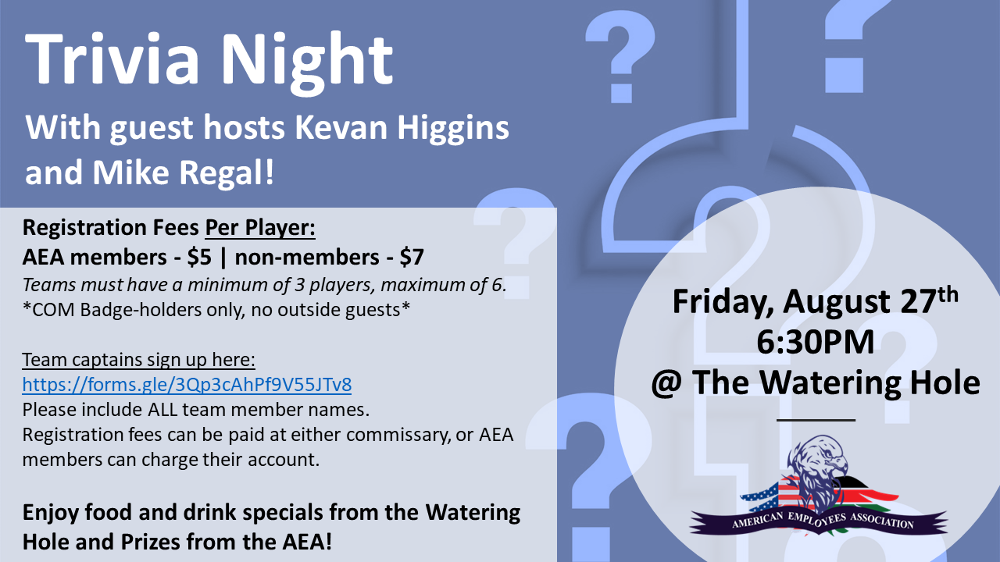 Trivia Night
With guest hosts Kevan Higgins
and Mike Regal!
Registration Fees Per Player:
AEA members - $5 | non-members - $7
Teams must have a minimum of 3 players, maximum of 6.
*COM Badge-holders only, no outside guests*
Team captains sign up here:
https://forms.gle/3Qp3cAhPf9V55JTv8
Please include ALL team member names.
Registration fees can be paid at either commissary, or AEA
members can charge their account.
Enjoy food and drink specials from the Watering
Hole and Prizes from the AEA!
Friday, August 27th
6:30PM
@ The Watering Hole
AMERICAN EMPLOYEES ASSOCIATION